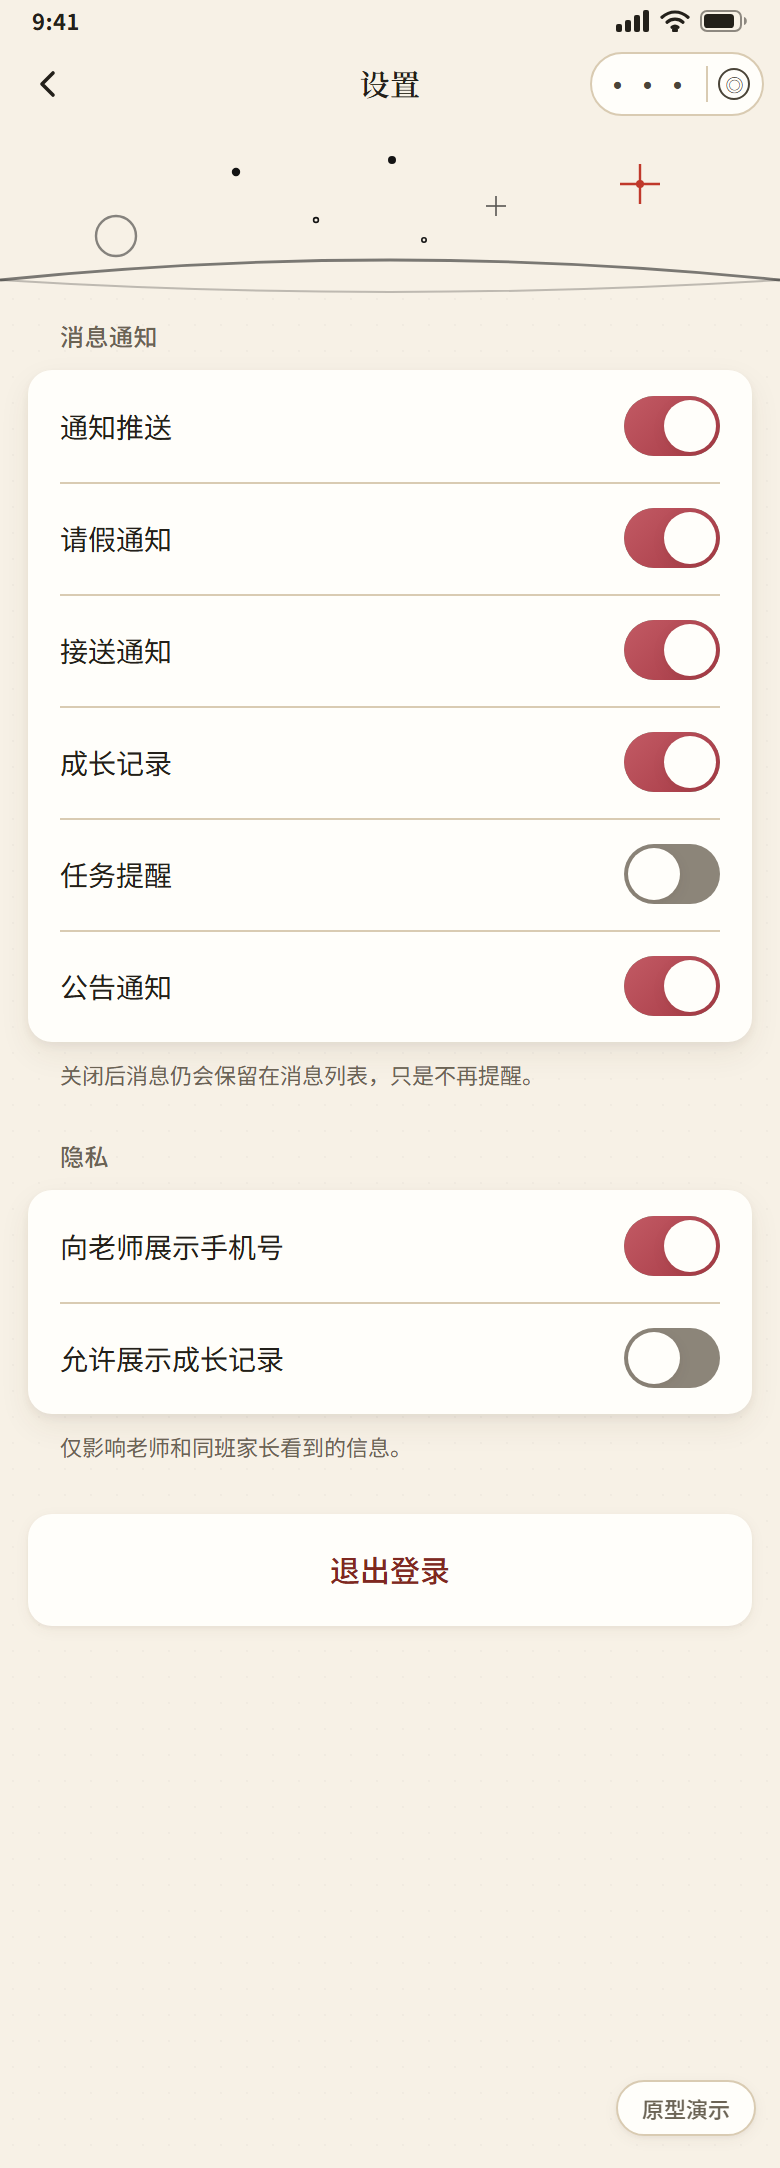 9:41
设置
消息通知
通知推送
请假通知
接送通知
成长记录
任务提醒
公告通知
关闭后消息仍会保留在消息列表，只是不再提醒。
隐私
向老师展示手机号
允许展示成长记录
仅影响老师和同班家长看到的信息。
退出登录
原型演示